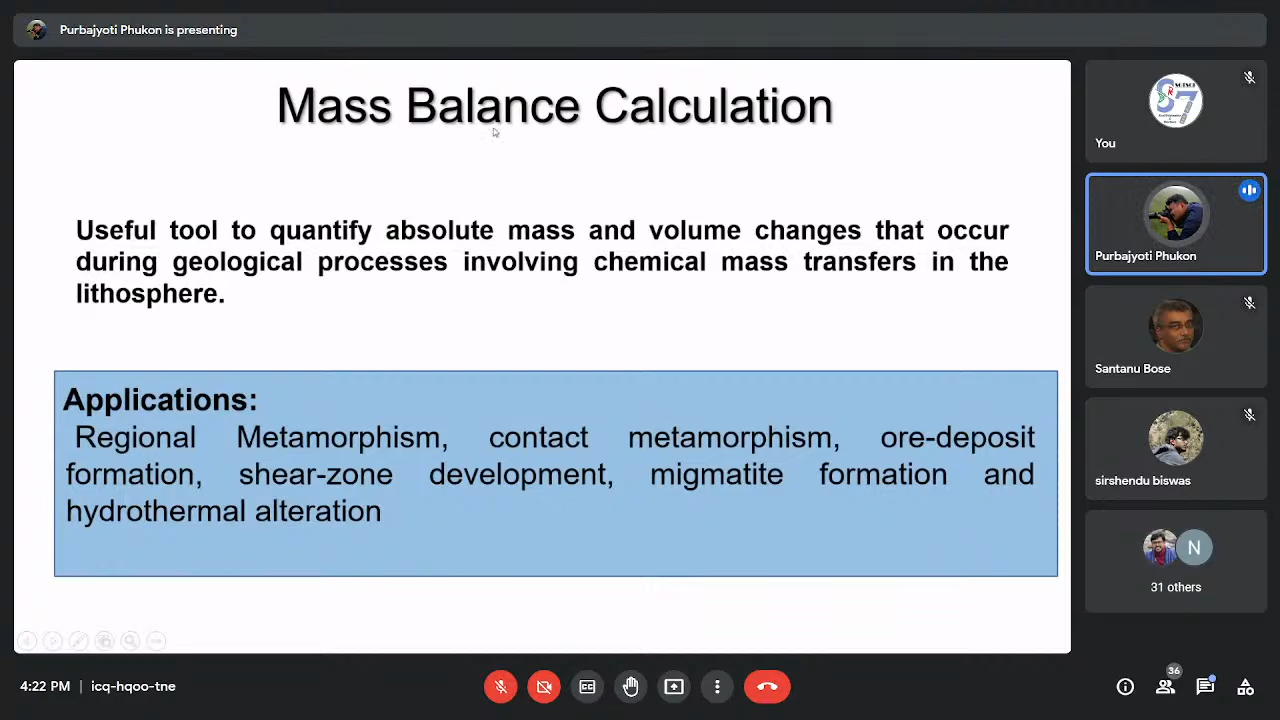 Purbajyoti Phukon is presenting
Mass Balance Calculation
Useful tool to quantify absolute mass and volume changes that occur
during geological processes involving chemical mass transfers in the
lithosphere.
Applications:
Regional Metamorphism, contact metamorphism, ore-deposit
formation, shear-zone development, migmatite formation and
hydrothermal alteration
You
Purbajyoti Phukon
Santanu Bose
sirshendu biswas
N
31 others
4:22 PM | icq-hqoo-tne
36